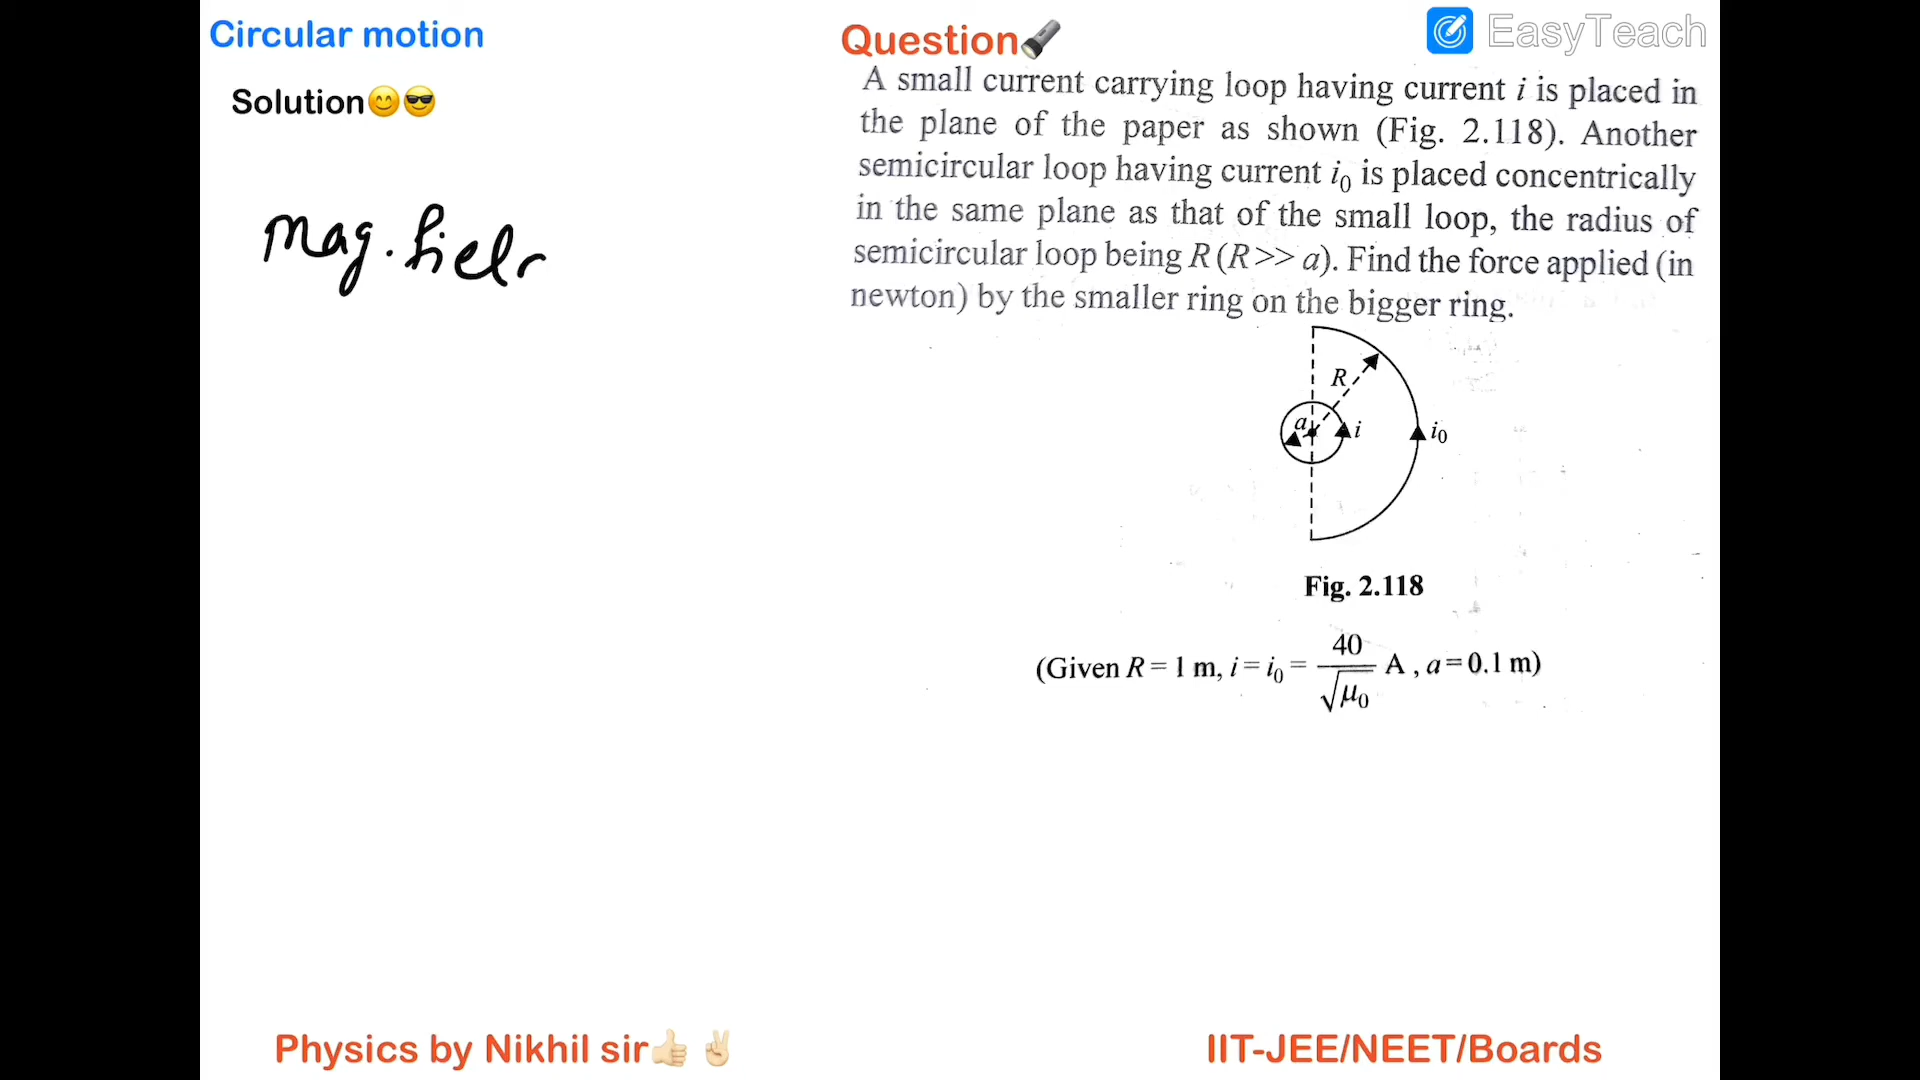 Circular motion
Solution😊😎
Mag. fiel
Question🔦
EasyTeach
A small current carrying loop having current i is placed in
the plane of the paper as shown (Fig. 2.118). Another
semicircular loop having current i₀ is placed concentrically
in the same plane as that of the small loop, the radius of
semicircular loop being R (R >> a). Find the force applied (in
newton) by the smaller ring on the bigger ring.
R
a
i
i₀
Fig. 2.118
(Given R = 1 m, i = i₀ = 40/√μ₀ A , a = 0.1 m)
Physics by Nikhil sir👍🏻 ✌🏻
IIT-JEE/NEET/Boards